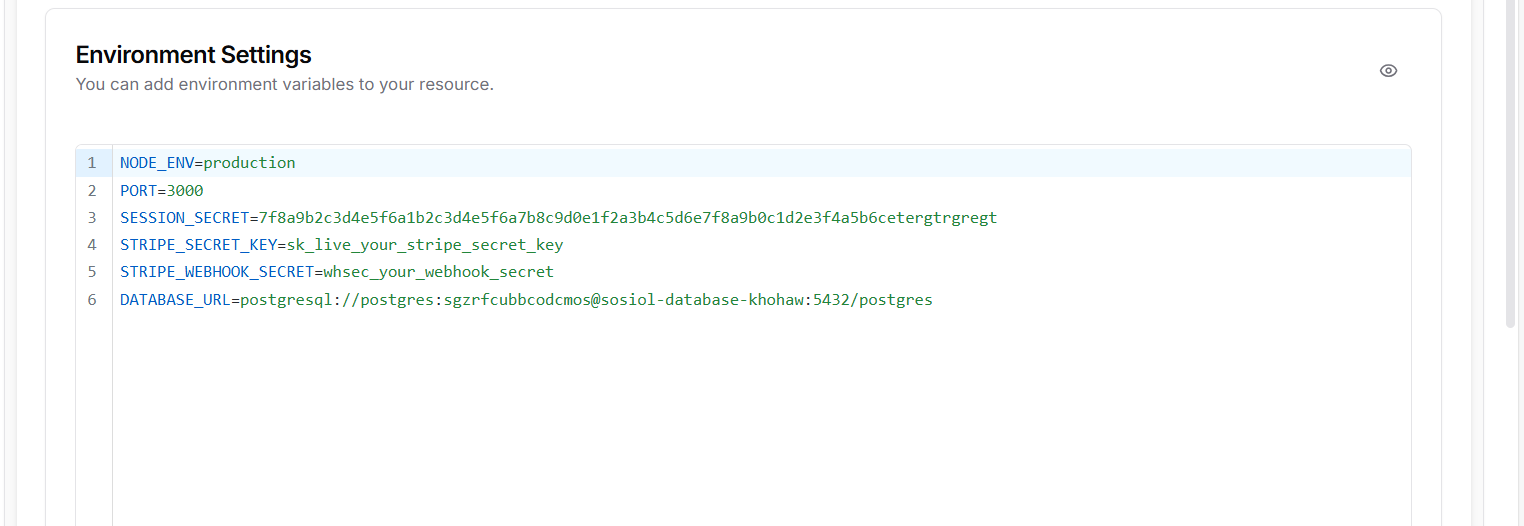 Environment Settings
You can add environment variables to your resource.
1 NODE_ENV=production
2 PORT=3000
3 SESSION_SECRET=7f8a9b2c3d4e5f6a1b2c3d4e5f6a7b8c9d0e1f2a3b4c5d6e7f8a9b0c1d2e3f4a5b6cetergtrgregt
4 STRIPE_SECRET_KEY=sk_live_your_stripe_secret_key
5 STRIPE_WEBHOOK_SECRET=whsec_your_webhook_secret
6 DATABASE_URL=postgresql://postgres:sgzrfcubbcodcmos@sosiol-database-khohaw:5432/postgres